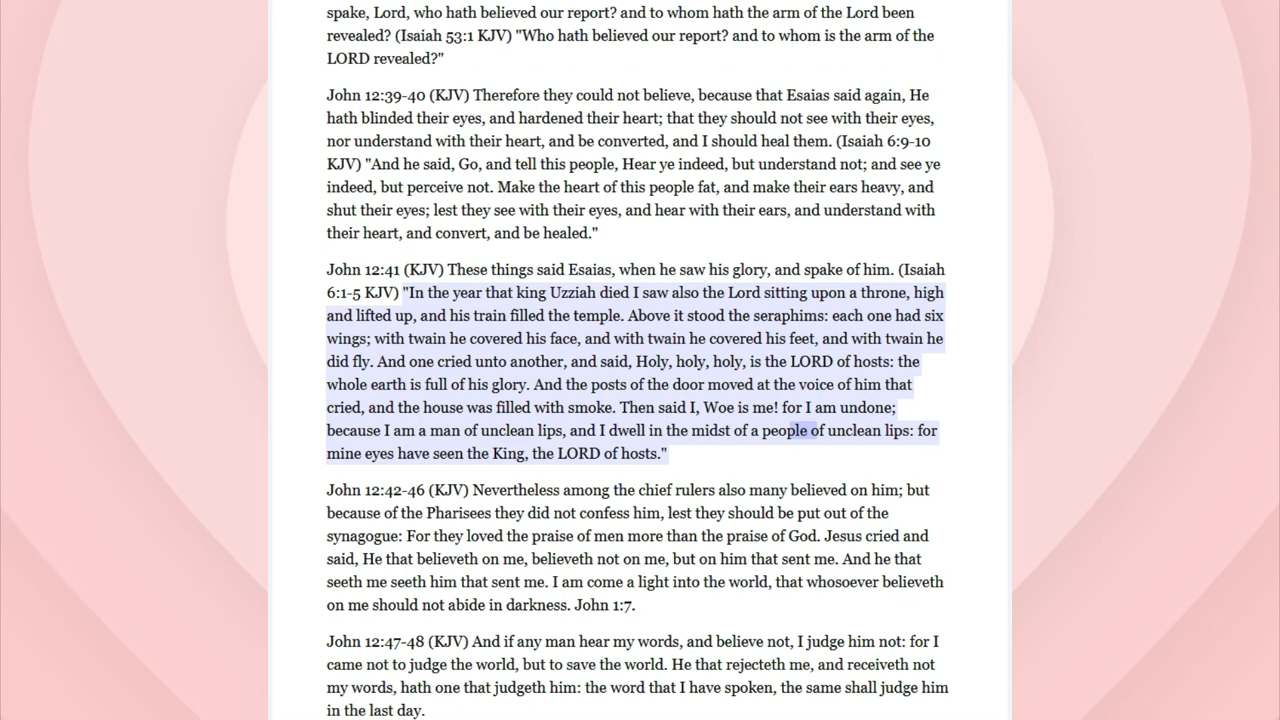 spake, Lord, who hath believed our report? and to whom hath the arm of the Lord been
revealed? (Isaiah 53:1 KJV) "Who hath believed our report? and to whom is the arm of the
LORD revealed?"
John 12:39-40 (KJV) Therefore they could not believe, because that Esaias said again, He
hath blinded their eyes, and hardened their heart; that they should not see with their eyes,
nor understand with their heart, and be converted, and I should heal them. (Isaiah 6:9-10
KJV) "And he said, Go, and tell this people, Hear ye indeed, but understand not; and see ye
indeed, but perceive not. Make the heart of this people fat, and make their ears heavy, and
shut their eyes; lest they see with their eyes, and hear with their ears, and understand with
their heart, and convert, and be healed."
John 12:41 (KJV) These things said Esaias, when he saw his glory, and spake of him. (Isaiah
6:1-5 KJV) "In the year that king Uzziah died I saw also the Lord sitting upon a throne, high
and lifted up, and his train filled the temple. Above it stood the seraphims: each one had six
wings; with twain he covered his face, and with twain he covered his feet, and with twain he
did fly. And one cried unto another, and said, Holy, holy, holy, is the LORD of hosts: the
whole earth is full of his glory. And the posts of the door moved at the voice of him that
cried, and the house was filled with smoke. Then said I, Woe is me! for I am undone;
because I am a man of unclean lips, and I dwell in the midst of a people of unclean lips: for
mine eyes have seen the King, the LORD of hosts."
John 12:42-46 (KJV) Nevertheless among the chief rulers also many believed on him; but
because of the Pharisees they did not confess him, lest they should be put out of the
synagogue: For they loved the praise of men more than the praise of God. Jesus cried and
said, He that believeth on me, believeth not on me, but on him that sent me. And he that
seeth me seeth him that sent me. I am come a light into the world, that whosoever believeth
on me should not abide in darkness. John 1:7.
John 12:47-48 (KJV) And if any man hear my words, and believe not, I judge him not: for I
came not to judge the world, but to save the world. He that rejecteth me, and receiveth not
my words, hath one that judgeth him: the word that I have spoken, the same shall judge him
in the last day.